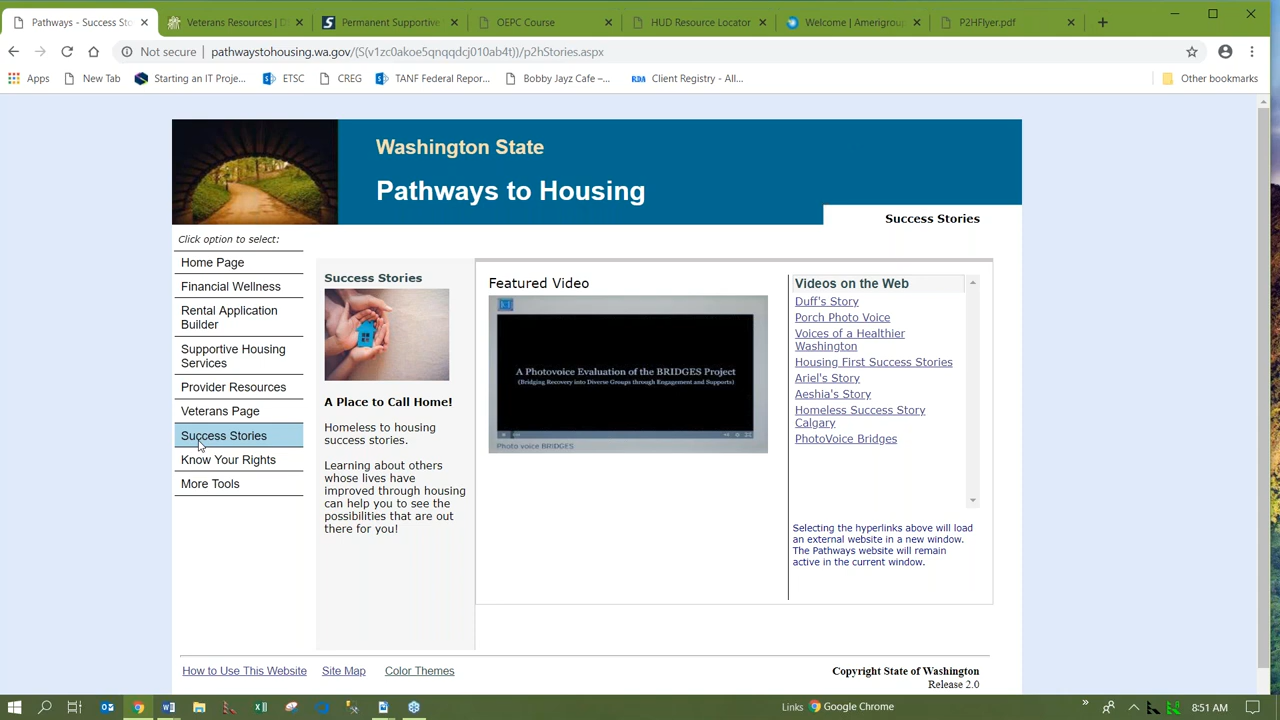 Pathways - Success Sto
Veterans Resources | D
Permanent Supportive
OEPC Course
HUD Resource Locator
Welcome | Amerigroup
P2HFlyer.pdf
Not secure | pathwaystohousing.wa.gov/(S(v1zc0akoe5qnqqdcj010ab4t))/p2hStories.aspx
Apps
New Tab
Starting an IT Proje...
ETSC
CREG
TANF Federal Repor...
Bobby Jayz Cafe –...
RDA Client Registry - Al...
Other bookmarks
Washington State
Pathways to Housing
Success Stories
Click option to select:
Home Page
Financial Wellness
Rental Application
Builder
Supportive Housing
Services
Provider Resources
Veterans Page
Success Stories
Know Your Rights
More Tools
Success Stories
A Place to Call Home!
Homeless to housing
success stories.
Learning about others
whose lives have
improved through housing
can help you to see the
possibilities that are out
there for you!
Featured Video
A Photovoice Evaluation of the BRIDGES Project
(Bridging Recovery into Diverse Groups through Engagement and Supports)
Photo voice BRIDGES
Videos on the Web
Duff's Story
Porch Photo Voice
Voices of a Healthier
Washington
Housing First Success Stories
Ariel's Story
Aeshia's Story
Homeless Success Story
Calgary
PhotoVoice Bridges
Selecting the hyperlinks above will load
an external website in a new window.
The Pathways website will remain
active in the current window.
How to Use This Website
Site Map
Color Themes
Copyright State of Washington
Release 2.0
Links
Google Chrome
8:51 AM